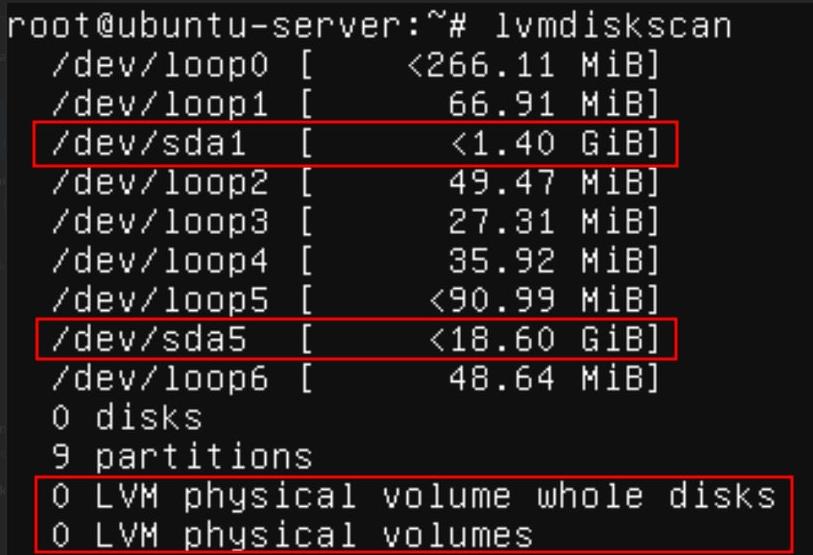 root@ubuntu-server:~# lvmdiskscan
/dev/loop0 [ <266.11 MiB]
/dev/loop1 [ 66.91 MiB]
/dev/sda1 [ <1.40 GiB]
/dev/loop2 [ 49.47 MiB]
/dev/loop3 [ 27.31 MiB]
/dev/loop4 [ 35.92 MiB]
/dev/loop5 [ <90.99 MiB]
/dev/sda5 [ <18.60 GiB]
/dev/loop6 [ 48.64 MiB]
0 disks
9 partitions
0 LVM physical volume whole disks
0 LVM physical volumes